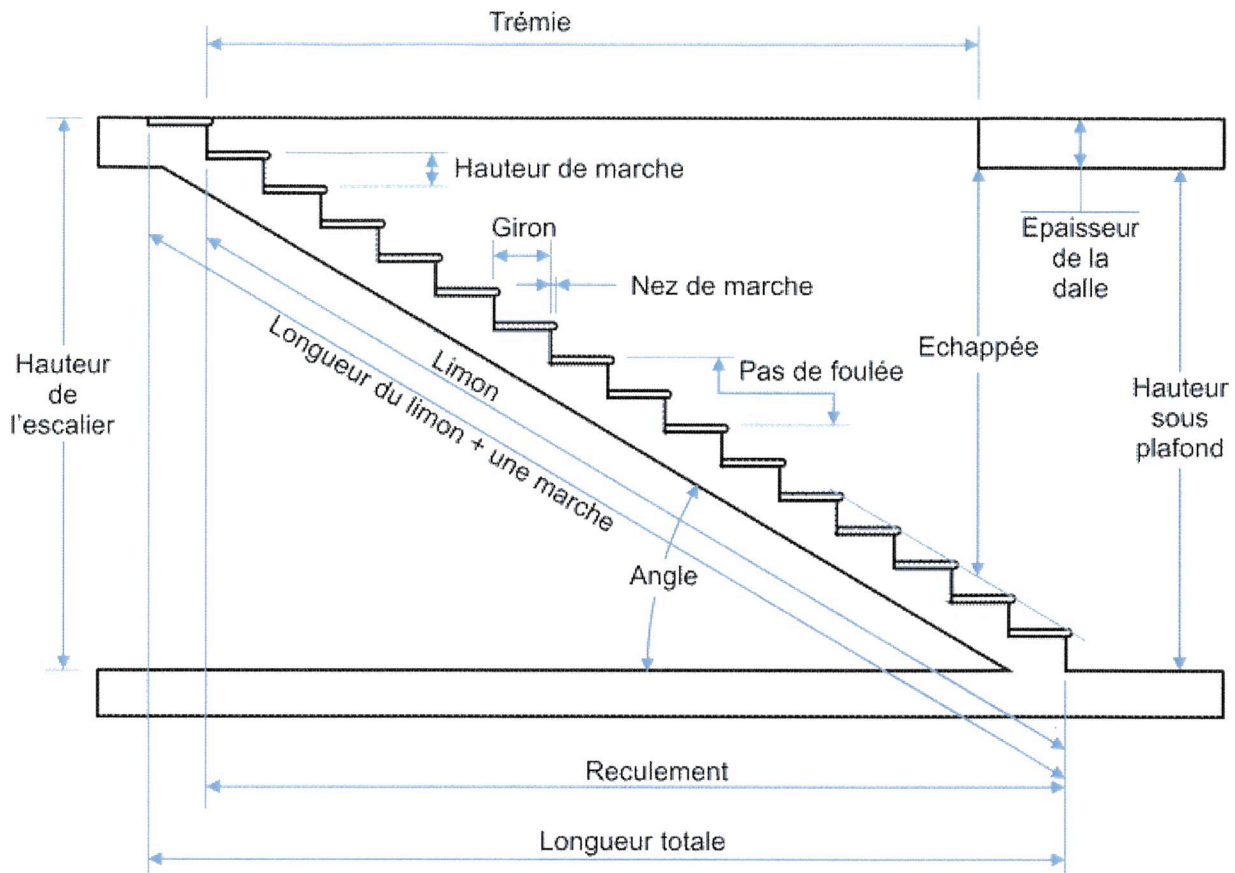 Trémie
Hauteur de marche
Giron
Nez de marche
Epaisseur
de la
dalle
Hauteur
de
l'escalier
Longueur du limon + une marche
Limon
Pas de foulée
Echappée
Hauteur
sous
plafond
Angle
Reculement
Longueur totale